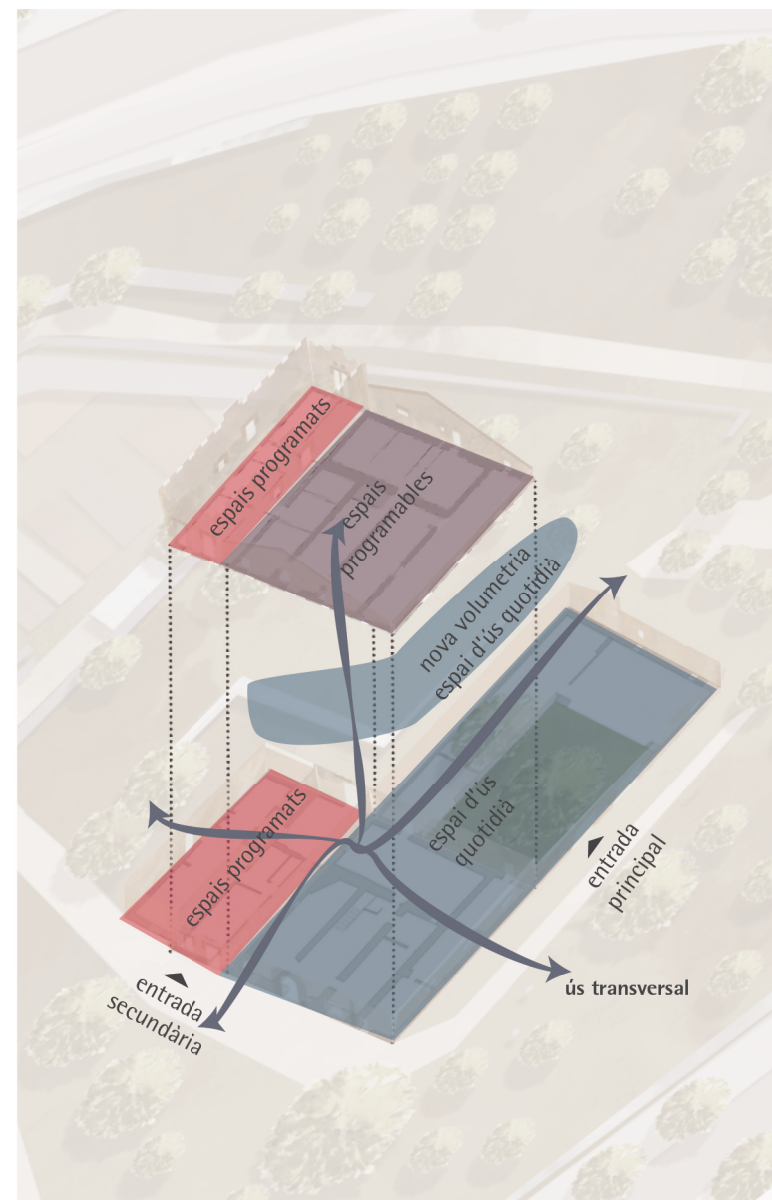 espais programats
espais
programables
nova volumetria
espai d'ús quotidià
espais programats
espai d'ús
quotidià
entrada
principal
entrada
secundària
ús transversal